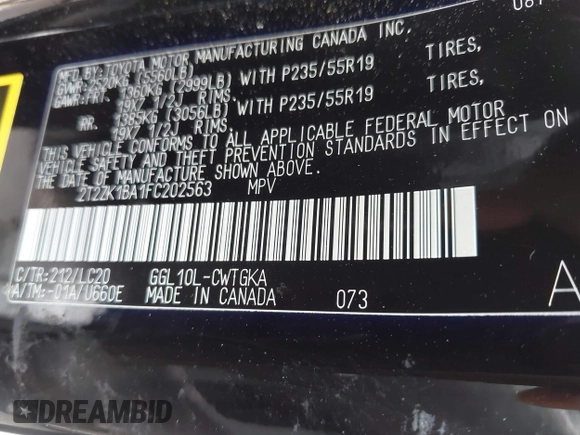 MFD.BY:TOYOTA MOTOR MANUFACTURING CANADA INC.
GVWR:2520KG (5560LB)
GAWR:FRT. 1360KG (2999LB) WITH P235/55R19 TIRES,
19X7 1/2J RIMS.
RR. 1385KG (3056LB) WITH P235/55R19 TIRES,
19X7 1/2J RIMS.
THIS VEHICLE CONFORMS TO ALL APPLICABLE FEDERAL MOTOR
VEHICLE SAFETY AND THEFT PREVENTION STANDARDS IN EFFECT ON
THE DATE OF MANUFACTURE SHOWN ABOVE.
2T2ZK1BA1FC202563 MPV
C/TR:212/LC20 GGL10L-CWTGKA
A/TM:-01A/U660E MADE IN CANADA 073 A
DREAMBID